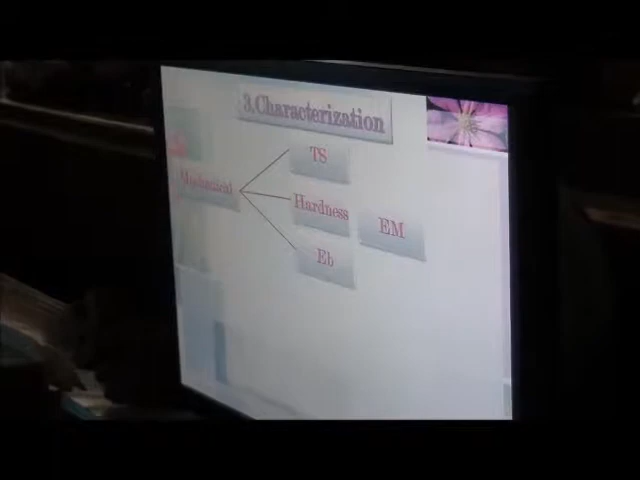 3.Characterization
TS
Mechanical
Hardness
EM
Eb